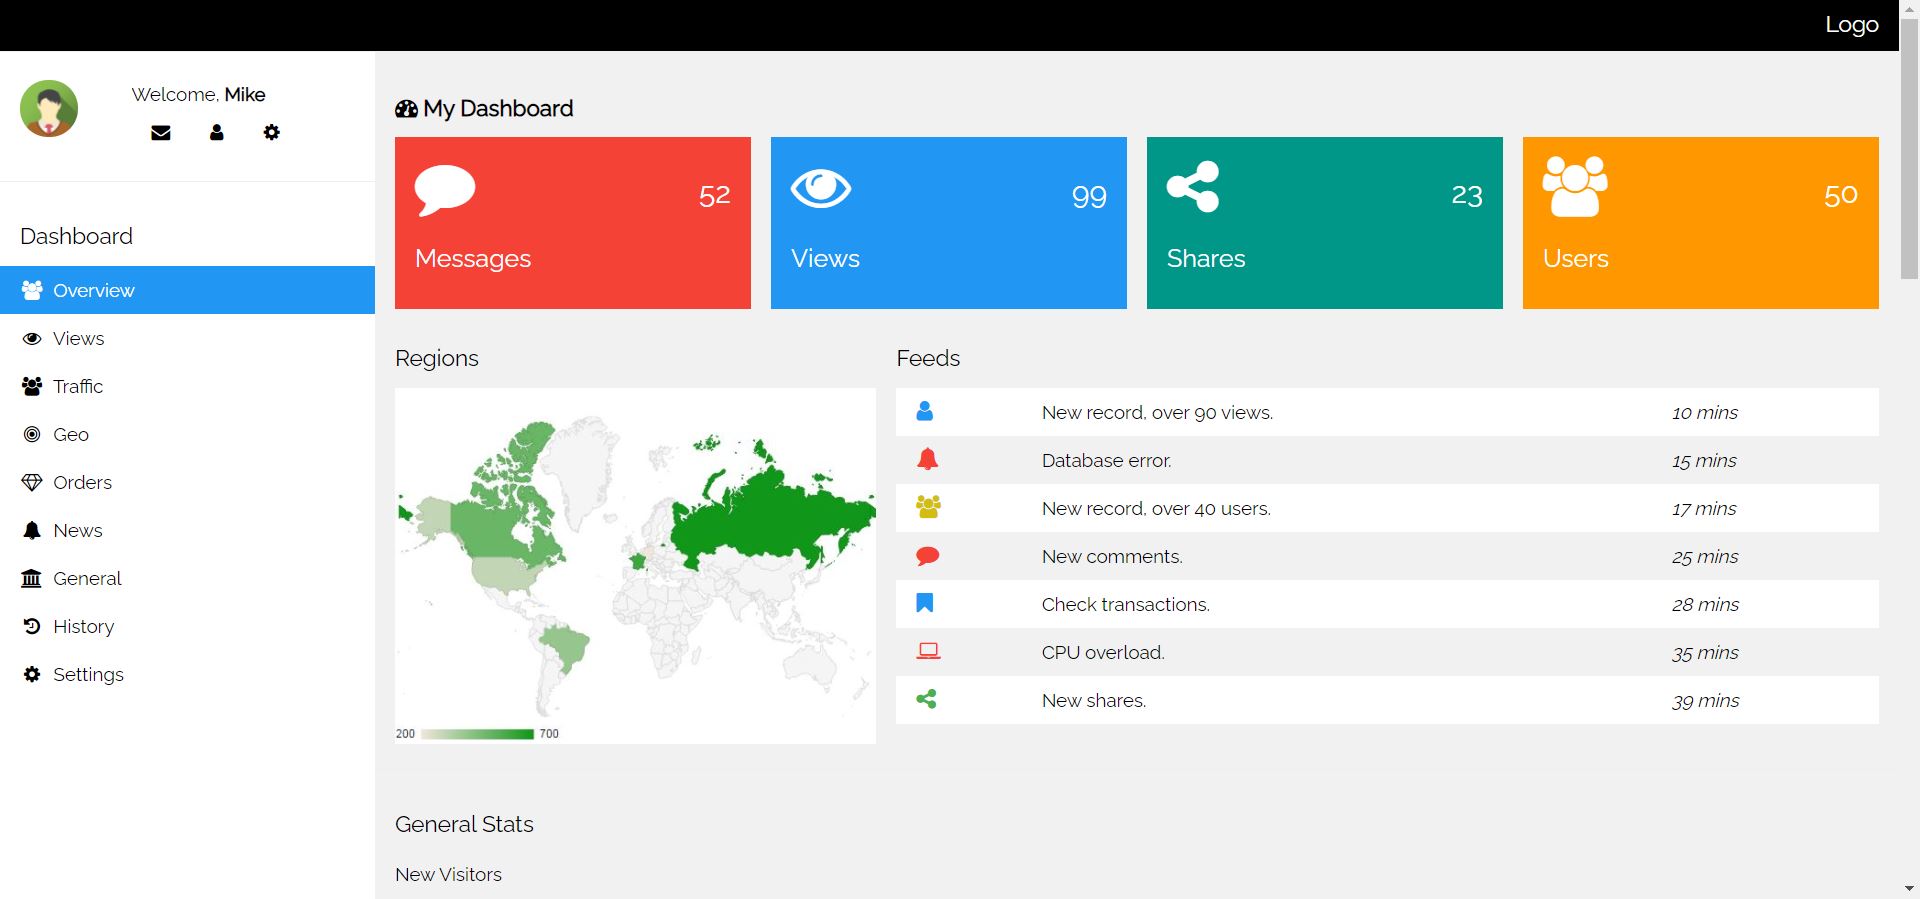 Logo
Welcome, Mike
Dashboard
Overview
Views
Traffic
Geo
Orders
News
General
History
Settings
My Dashboard
52
Messages
99
Views
23
Shares
50
Users
Regions
200 700
Feeds
New record, over 90 views. 10 mins
Database error. 15 mins
New record, over 40 users. 17 mins
New comments. 25 mins
Check transactions. 28 mins
CPU overload. 35 mins
New shares. 39 mins
General Stats
New Visitors